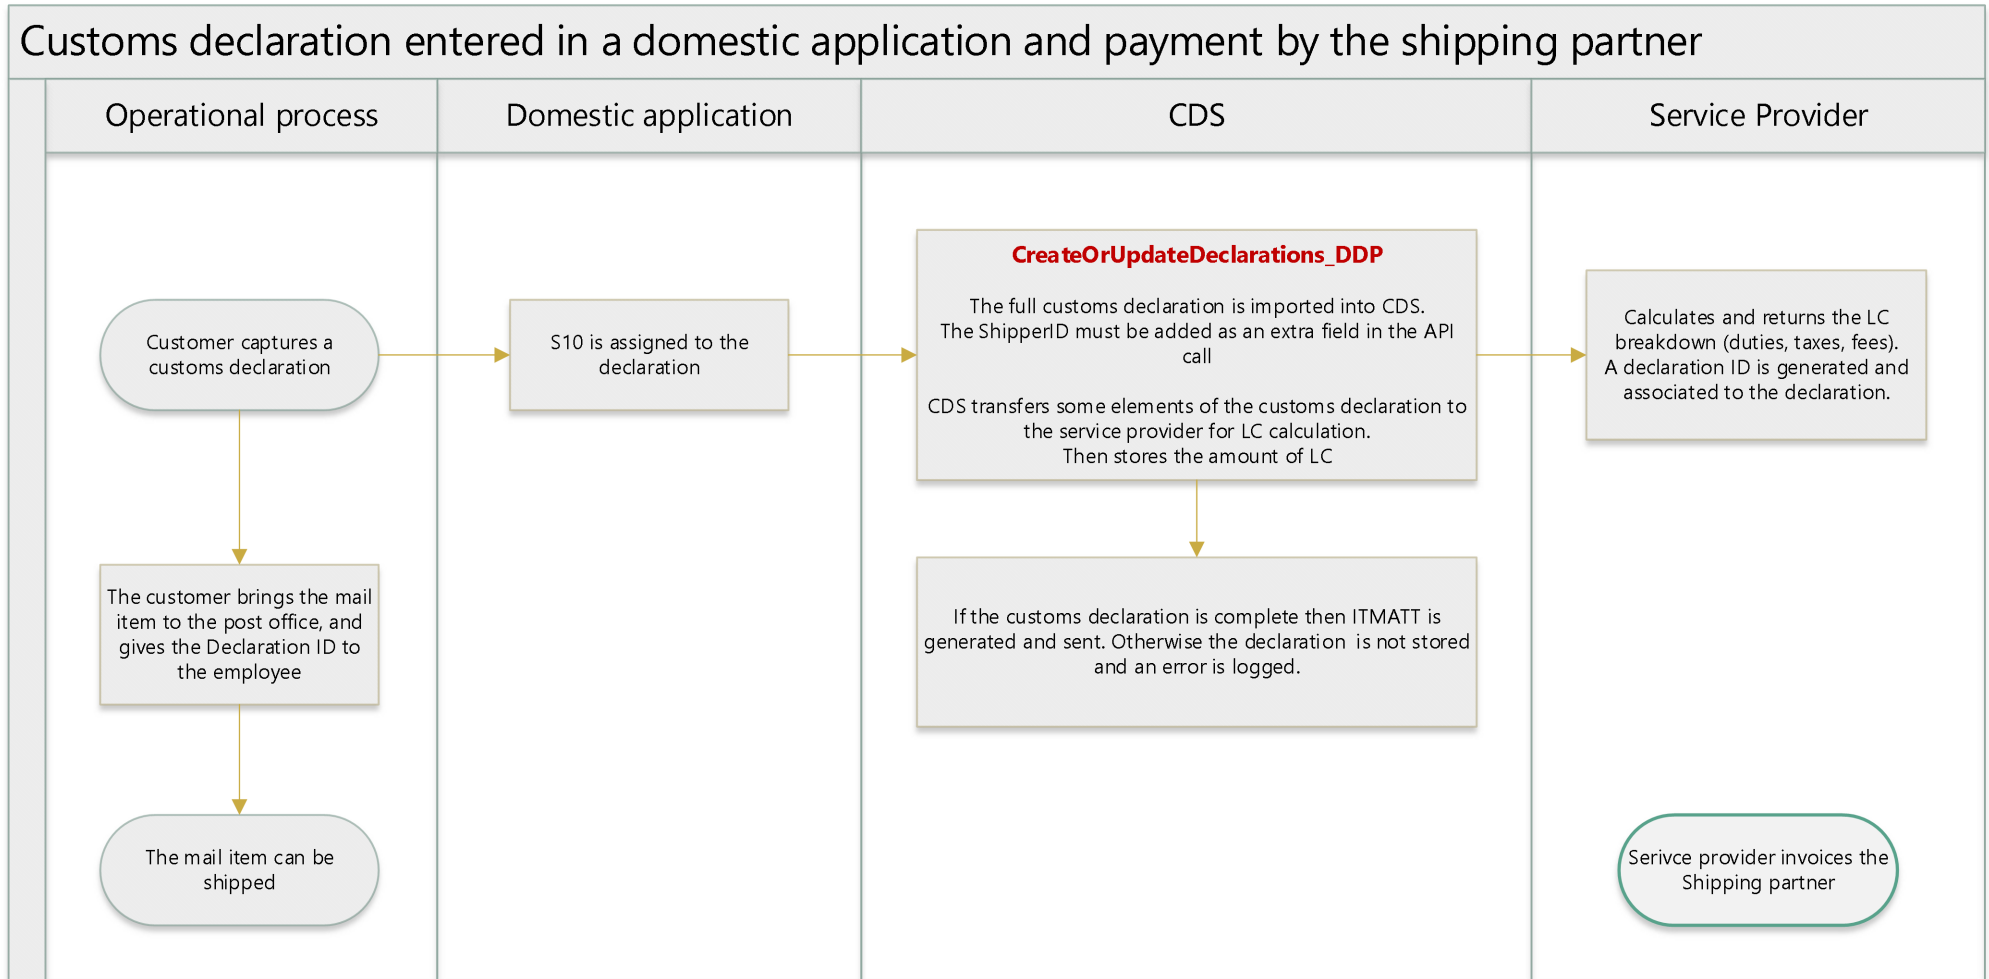 Customs declaration entered in a domestic application and payment by the shipping partner
Operational process
Domestic application
CDS
Service Provider
Customer captures a
customs declaration
S10 is assigned to the
declaration
CreateOrUpdateDeclarations_DDP
The full customs declaration is imported into CDS.
The ShipperID must be added as an extra field in the API
call
CDS transfers some elements of the customs declaration to
the service provider for LC calculation.
Then stores the amount of LC
Calculates and returns the LC
breakdown (duties, taxes, fees).
A declaration ID is generated and
associated to the declaration.
The customer brings the mail
item to the post office, and
gives the Declaration ID to
the employee
If the customs declaration is complete then ITMATT is
generated and sent. Otherwise the declaration  is not stored
and an error is logged.
The mail item can be
shipped
Serivce provider invoices the
Shipping partner